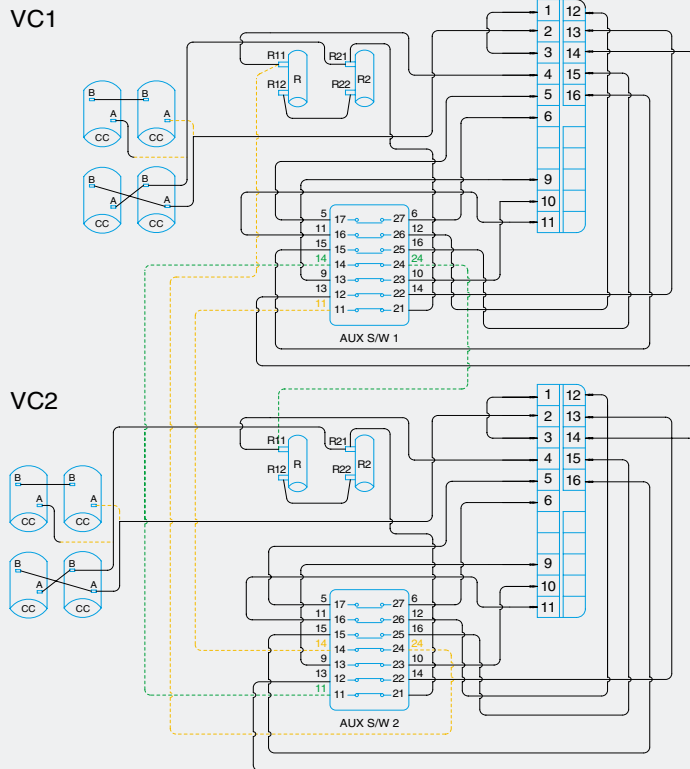 VC1
1 12
2 13
3 14
4 15
5 16
6
9
10
11
R11 R R21 R2
R12 R22
B B
A A
CC CC
B B
A A
CC CC
5 17 27 6
11 16 26 12
15 15 25 16
14 14 24 24
9 13 23 10
13 12 22 14
11 11 21
AUX S/W 1
VC2
1 12
2 13
3 14
4 15
5 16
6
9
10
11
R11 R R21 R2
R12 R22
B B
A A
CC CC
B B
A A
CC CC
5 17 27 6
11 16 26 12
15 15 25 16
14 14 24 24
9 13 23 10
13 12 22 14
11 11 21
AUX S/W 2